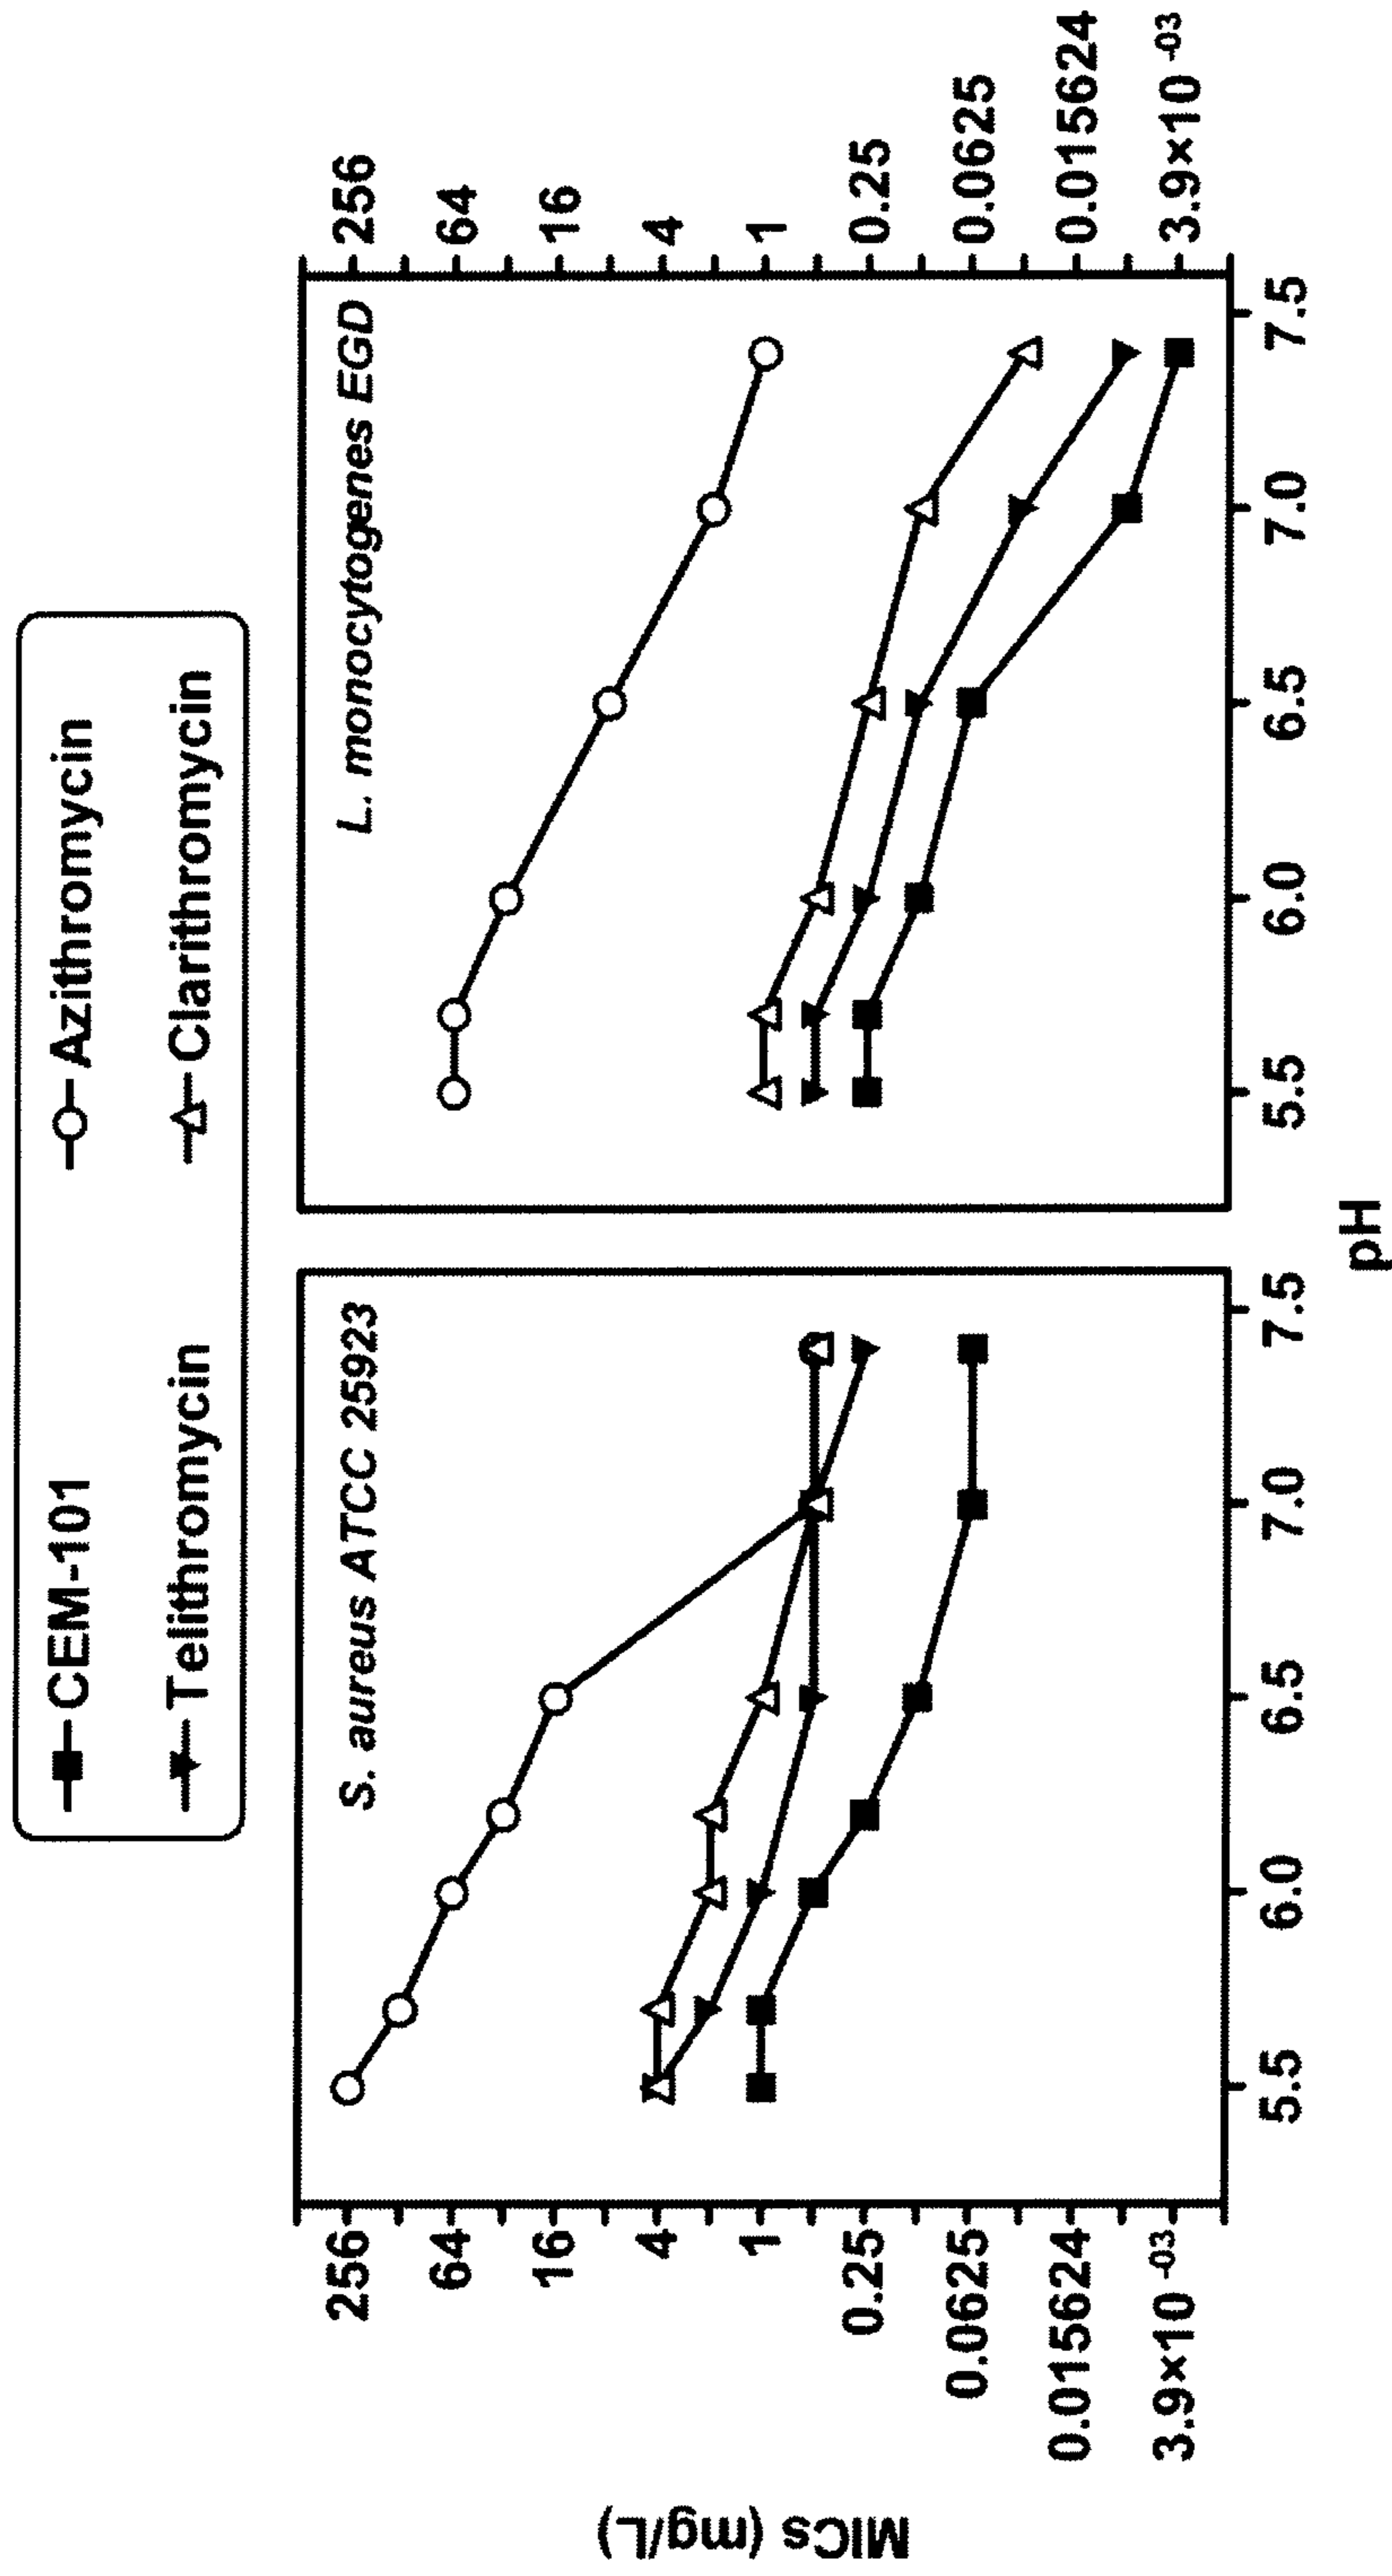 CEM-101 Azithromycin
Telithromycin Clarithromycin
S. aureus ATCC 25923
L. monocytogenes EGD
MICs (mg/L)
256
64
16
4
1
0.25
0.0625
0.015624
3.9×10 -03
256
64
16
4
1
0.25
0.0625
0.015624
3.9×10 -03
5.5 6.0 6.5 7.0 7.5
5.5 6.0 6.5 7.0 7.5
pH